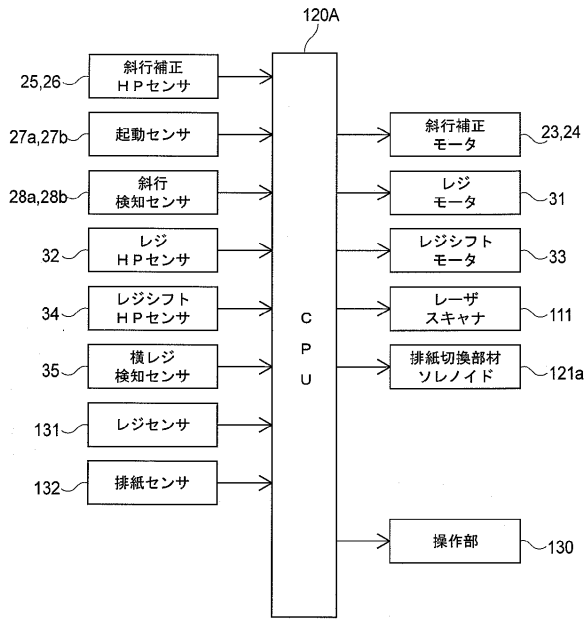 120A
斜行補正
HPセンサ
25,26
起動センサ
27a,27b
斜行
検知センサ
28a,28b
レジ
HPセンサ
32
レジシフト
HPセンサ
34
横レジ
検知センサ
35
レジセンサ
131
排紙センサ
132
C
P
U
斜行補正
モータ
23,24
レジ
モータ
31
レジシフト
モータ
33
レーザ
スキャナ
111
排紙切換部材
ソレノイド
121a
操作部
130